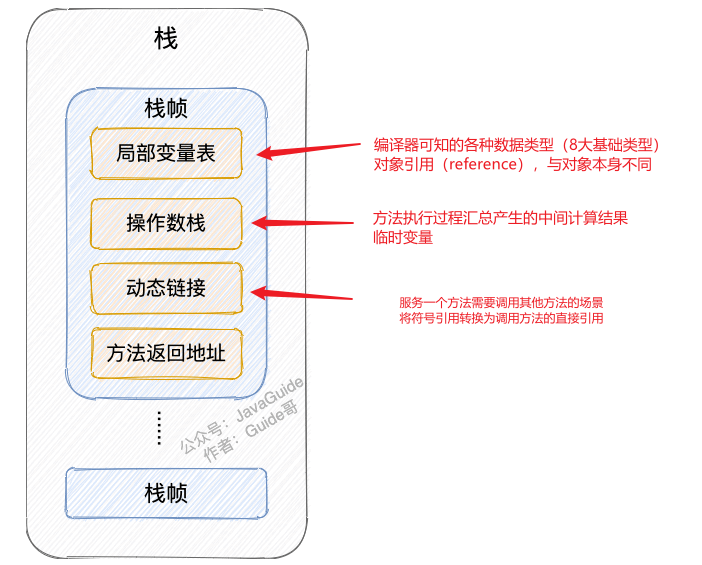 栈
栈帧
局部变量表
编译器可知的各种数据类型（8大基础类型）
对象引用（reference），与对象本身不同
操作数栈
方法执行过程汇总产生的中间计算结果
临时变量
动态链接
服务一个方法需要调用其他方法的场景
将符号引用转换为调用方法的直接引用
方法返回地址
......
公众号：JavaGuide
作者：Guide哥
栈帧